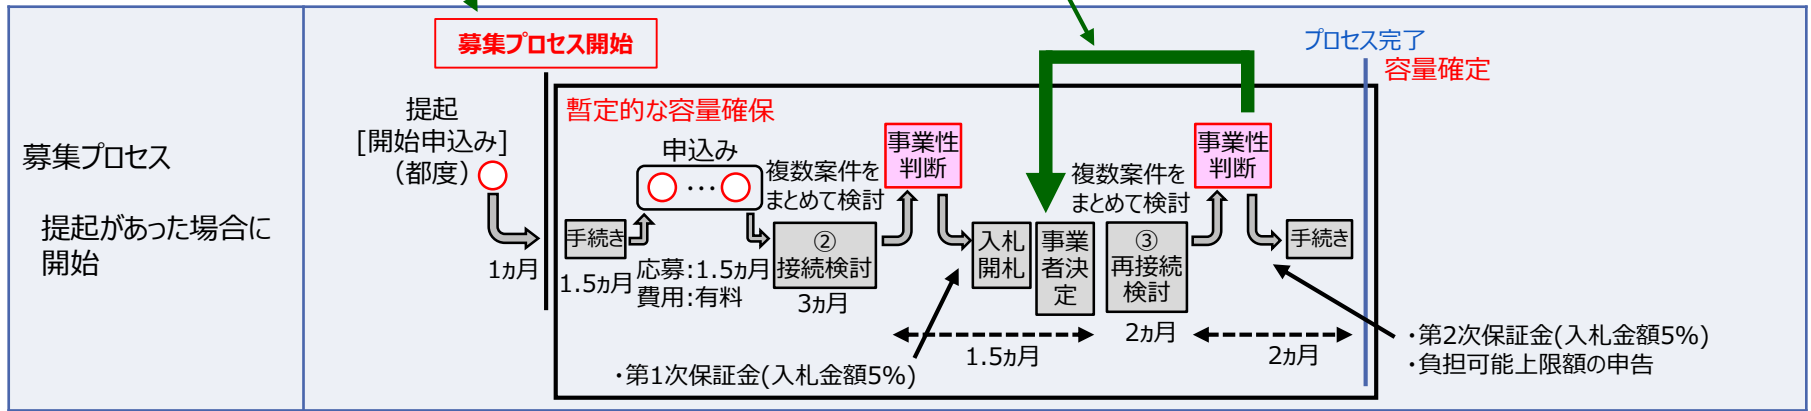 募集プロセス
提起があった場合に
開始
募集プロセス開始
プロセス完了
容量確定
提起
[開始申込み]
(都度)
1ヵ月
暫定的な容量確保
手続き
1.5ヵ月
申込み
…
応募:1.5ヵ月
費用:有料
複数案件を
まとめて検討
②
接続検討
3ヵ月
事業性
判断
入札
開札
事業
者決
定
1.5ヵ月
・第1次保証金(入札金額5%)
複数案件を
まとめて検討
③
再接続
検討
2ヵ月
事業性
判断
手続き
2ヵ月
・第2次保証金(入札金額5%)
・負担可能上限額の申告